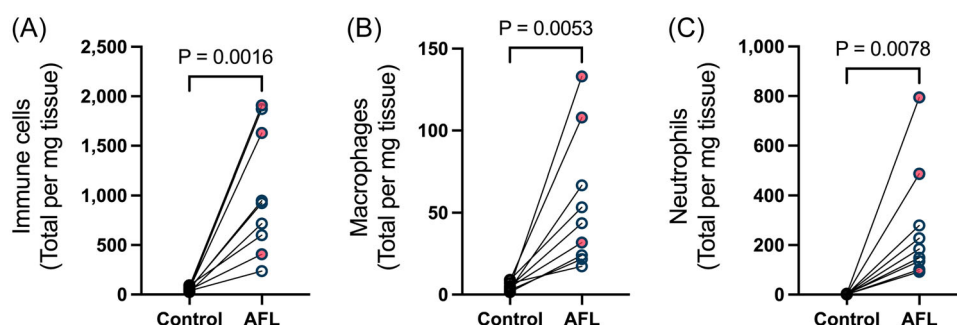 (A)
Immune cells
(Total per mg tissue)
2,500
2,000
1,500
1,000
500
0
P = 0.0016
Control AFL
(B)
Macrophages
(Total per mg tissue)
150
100
50
0
P = 0.0053
Control AFL
(C)
Neutrophils
(Total per mg tissue)
1,000
800
600
400
200
0
P = 0.0078
Control AFL